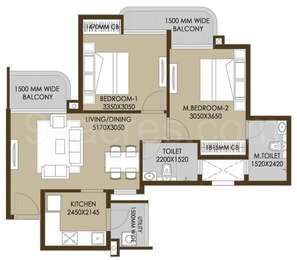 1500 MM WIDE
BALCONY
1470MM CB
BEDROOM-1
3350X3050
1500 MM WIDE
BALCONY
M.BEDROOM-2
3050X3650
LIVING/DINING
5170X3050
1815MM CB
TOILET
2200X1520
M.TOILET
1520X2420
KITCHEN
2450X2145
UTILITY
1500MM WIDE